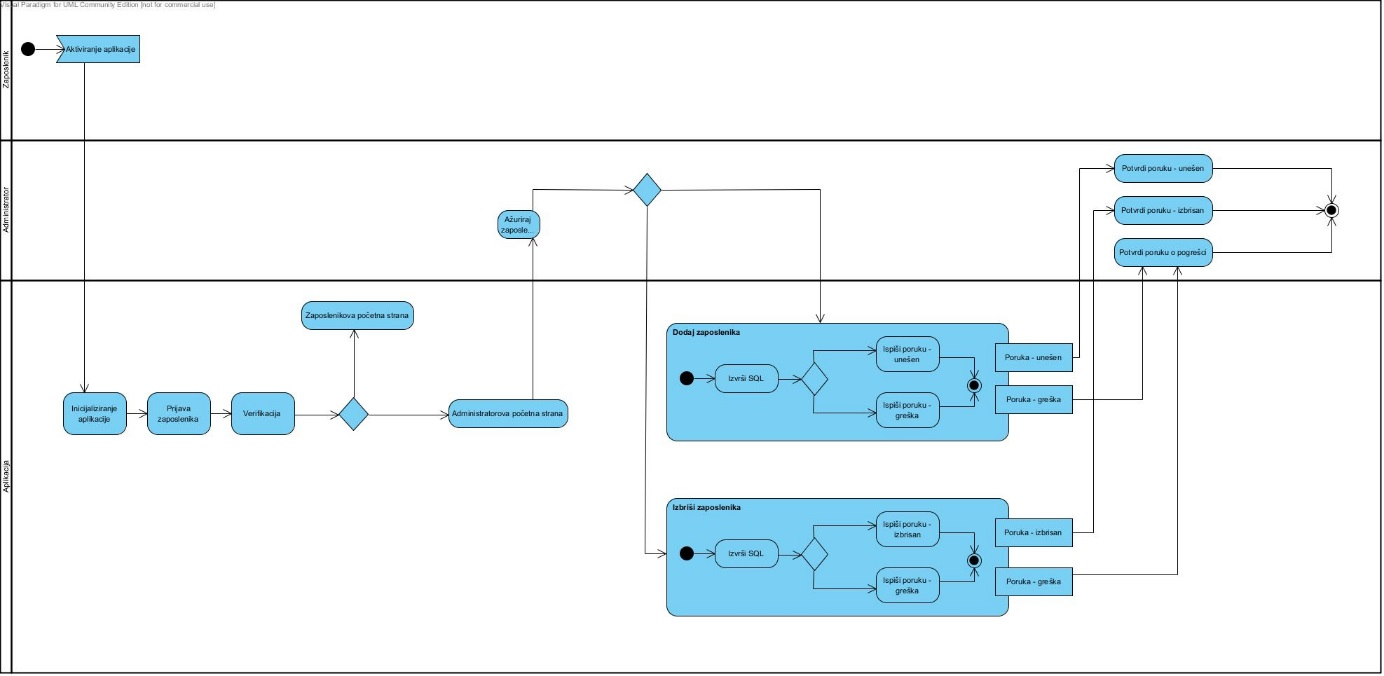 Visual Paradigm for UML Community Edition [not for commercial use]
Zaposlenik
Aktiviranje aplikacije
Administrator
Ažuriraj
zaposle...
Potvrdi poruku - unešen
Potvrdi poruku - izbrisan
Potvrdi poruku o pogrešci
Aplikacija
Zaposlenikova početna strana
Inicijaliziranje
aplikacije
Prijava
zaposlenika
Verifikacija
Administratorova početna strana
Dodaj zaposlenika
Izvrši SQL
Ispiši poruku -
unešen
Ispiši poruku -
greška
Poruka - unešen
Poruka - greška
Izbriši zaposlenika
Izvrši SQL
Ispiši poruku -
izbrisan
Ispiši poruku -
greška
Poruka - izbrisan
Poruka - greška